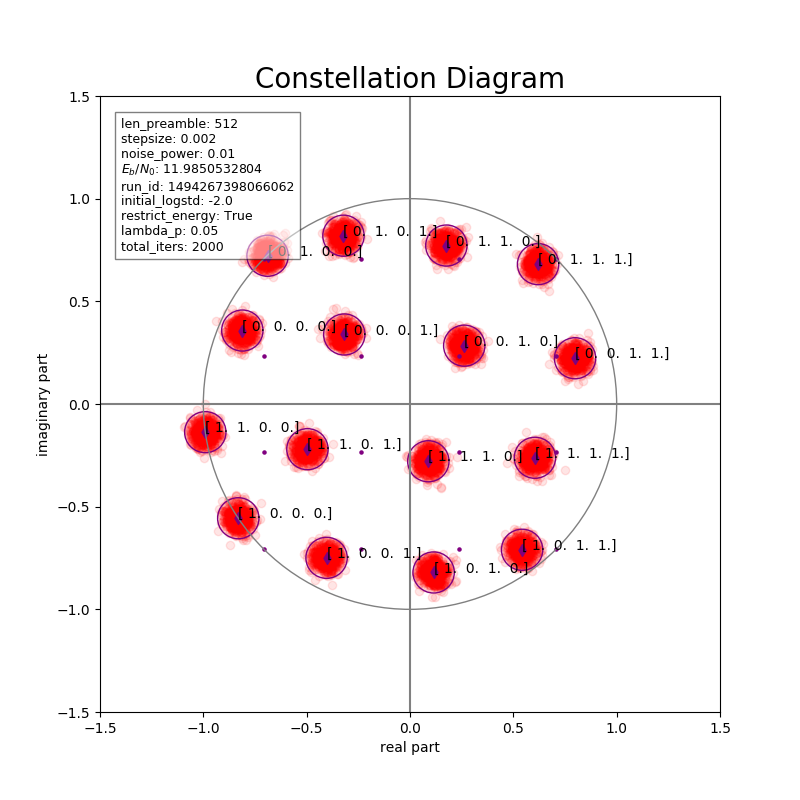 Constellation Diagram
1.5
len_preamble: 512
stepsize: 0.002
noise_power: 0.01
E_b/N_0: 11.9850532804
run_id: 1494267398066062
initial_logstd: -2.0
restrict_energy: True
lambda_p: 0.05
total_iters: 2000
1.0
[ 0. 1. 0. 0.]
[ 0. 1. 0. 1.]
[ 0. 1. 1. 0.]
[ 0. 1. 1. 1.]
0.5
[ 0. 0. 0. 0.]
[ 0. 0. 0. 1.]
[ 0. 0. 1. 0.]
[ 0. 0. 1. 1.]
0.0
[ 1. 1. 0. 0.]
[ 1. 1. 0. 1.]
[ 1. 1. 1. 0.]
[ 1. 1. 1. 1.]
−0.5
[ 1. 0. 0. 0.]
[ 1. 0. 0. 1.]
[ 1. 0. 1. 0.]
[ 1. 0. 1. 1.]
−1.0
−1.5
imaginary part
−1.5 −1.0 −0.5 0.0 0.5 1.0 1.5
real part